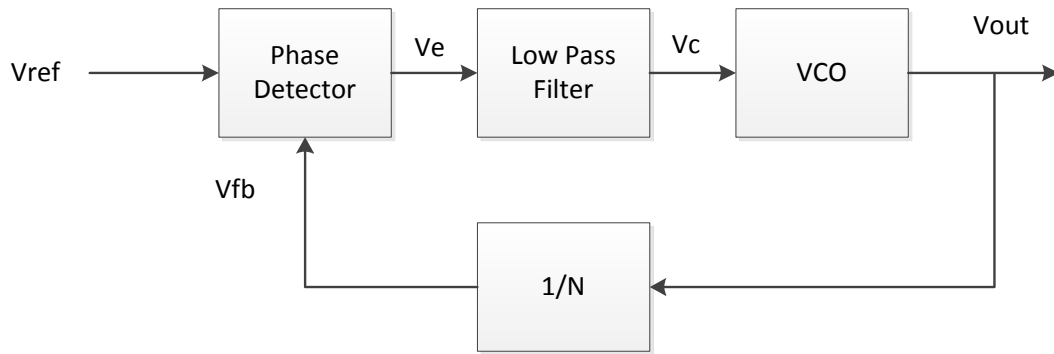 Vref
Phase
Detector
Ve
Low Pass
Filter
Vc
VCO
Vout
Vfb
1/N